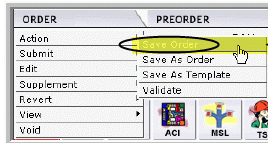 ORDER
PREORDER
Action
Save Order
Submit
Save As Order
Edit
Save As Template
Supplement
Validate
Revert
View
Void
ACI
MSL